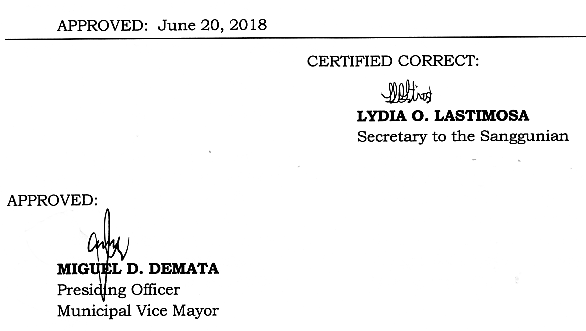 APPROVED: June 20, 2018
CERTIFIED CORRECT:
LYDIA O. LASTIMOSA
Secretary to the Sanggunian
APPROVED:
MIGUEL D. DEMATA
Presiding Officer
Municipal Vice Mayor